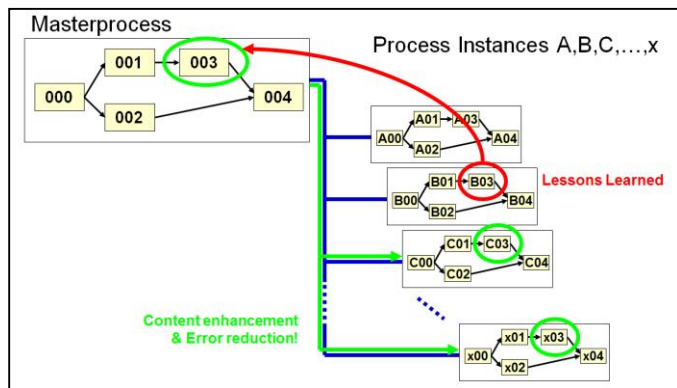 Masterprocess
Process Instances A,B,C,...,x
001
003
000
004
002
A01
A03
A00
A04
A02
B01
B03
Lessons Learned
B00
B04
B02
C01
C03
C00
C04
C02
Content enhancement
& Error reduction!
x01
x03
x00
x04
x02